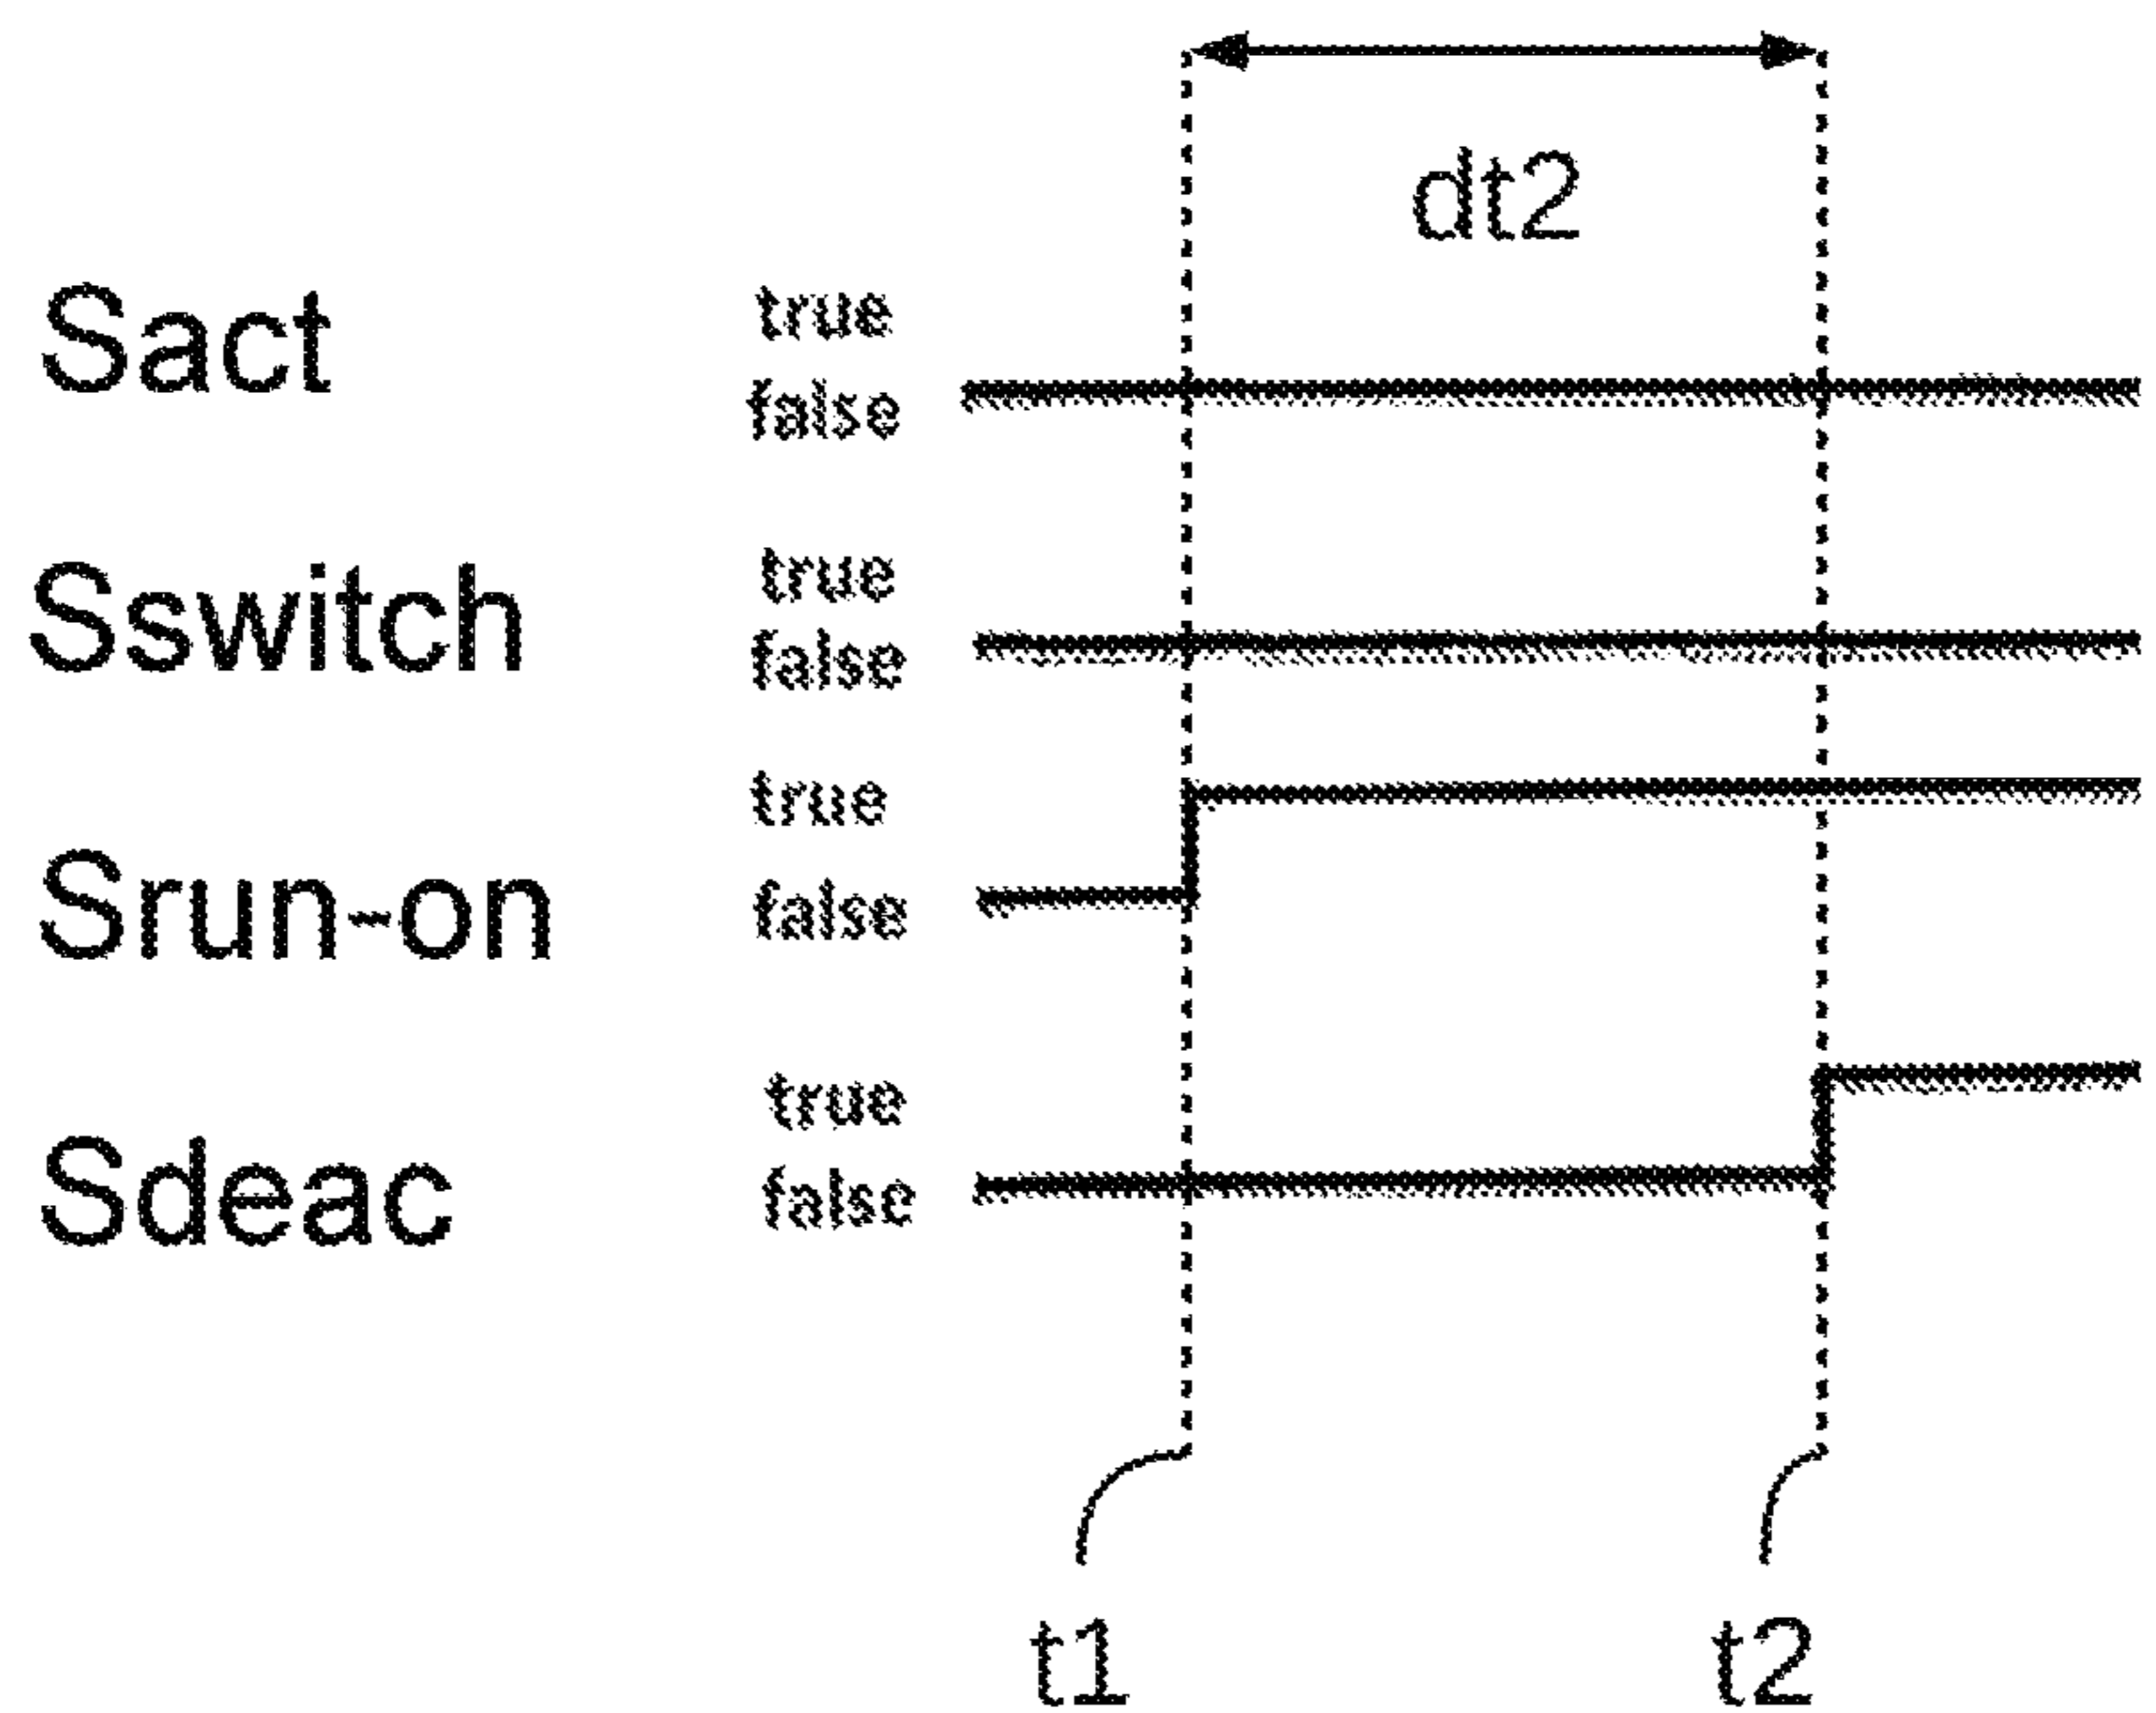 dt2
Sact
true
false
Sswitch
true
false
Srun-on
true
false
Sdeac
true
false
t1
t2